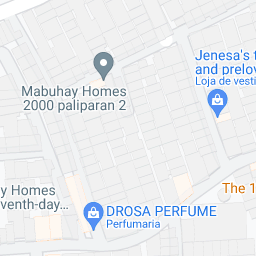 Jenesa's
and prelov
Loja de vesti
Mabuhay Homes
2000 paliparan 2
y Homes
venth-day...
The 1
DROSA PERFUME
Perfumaria